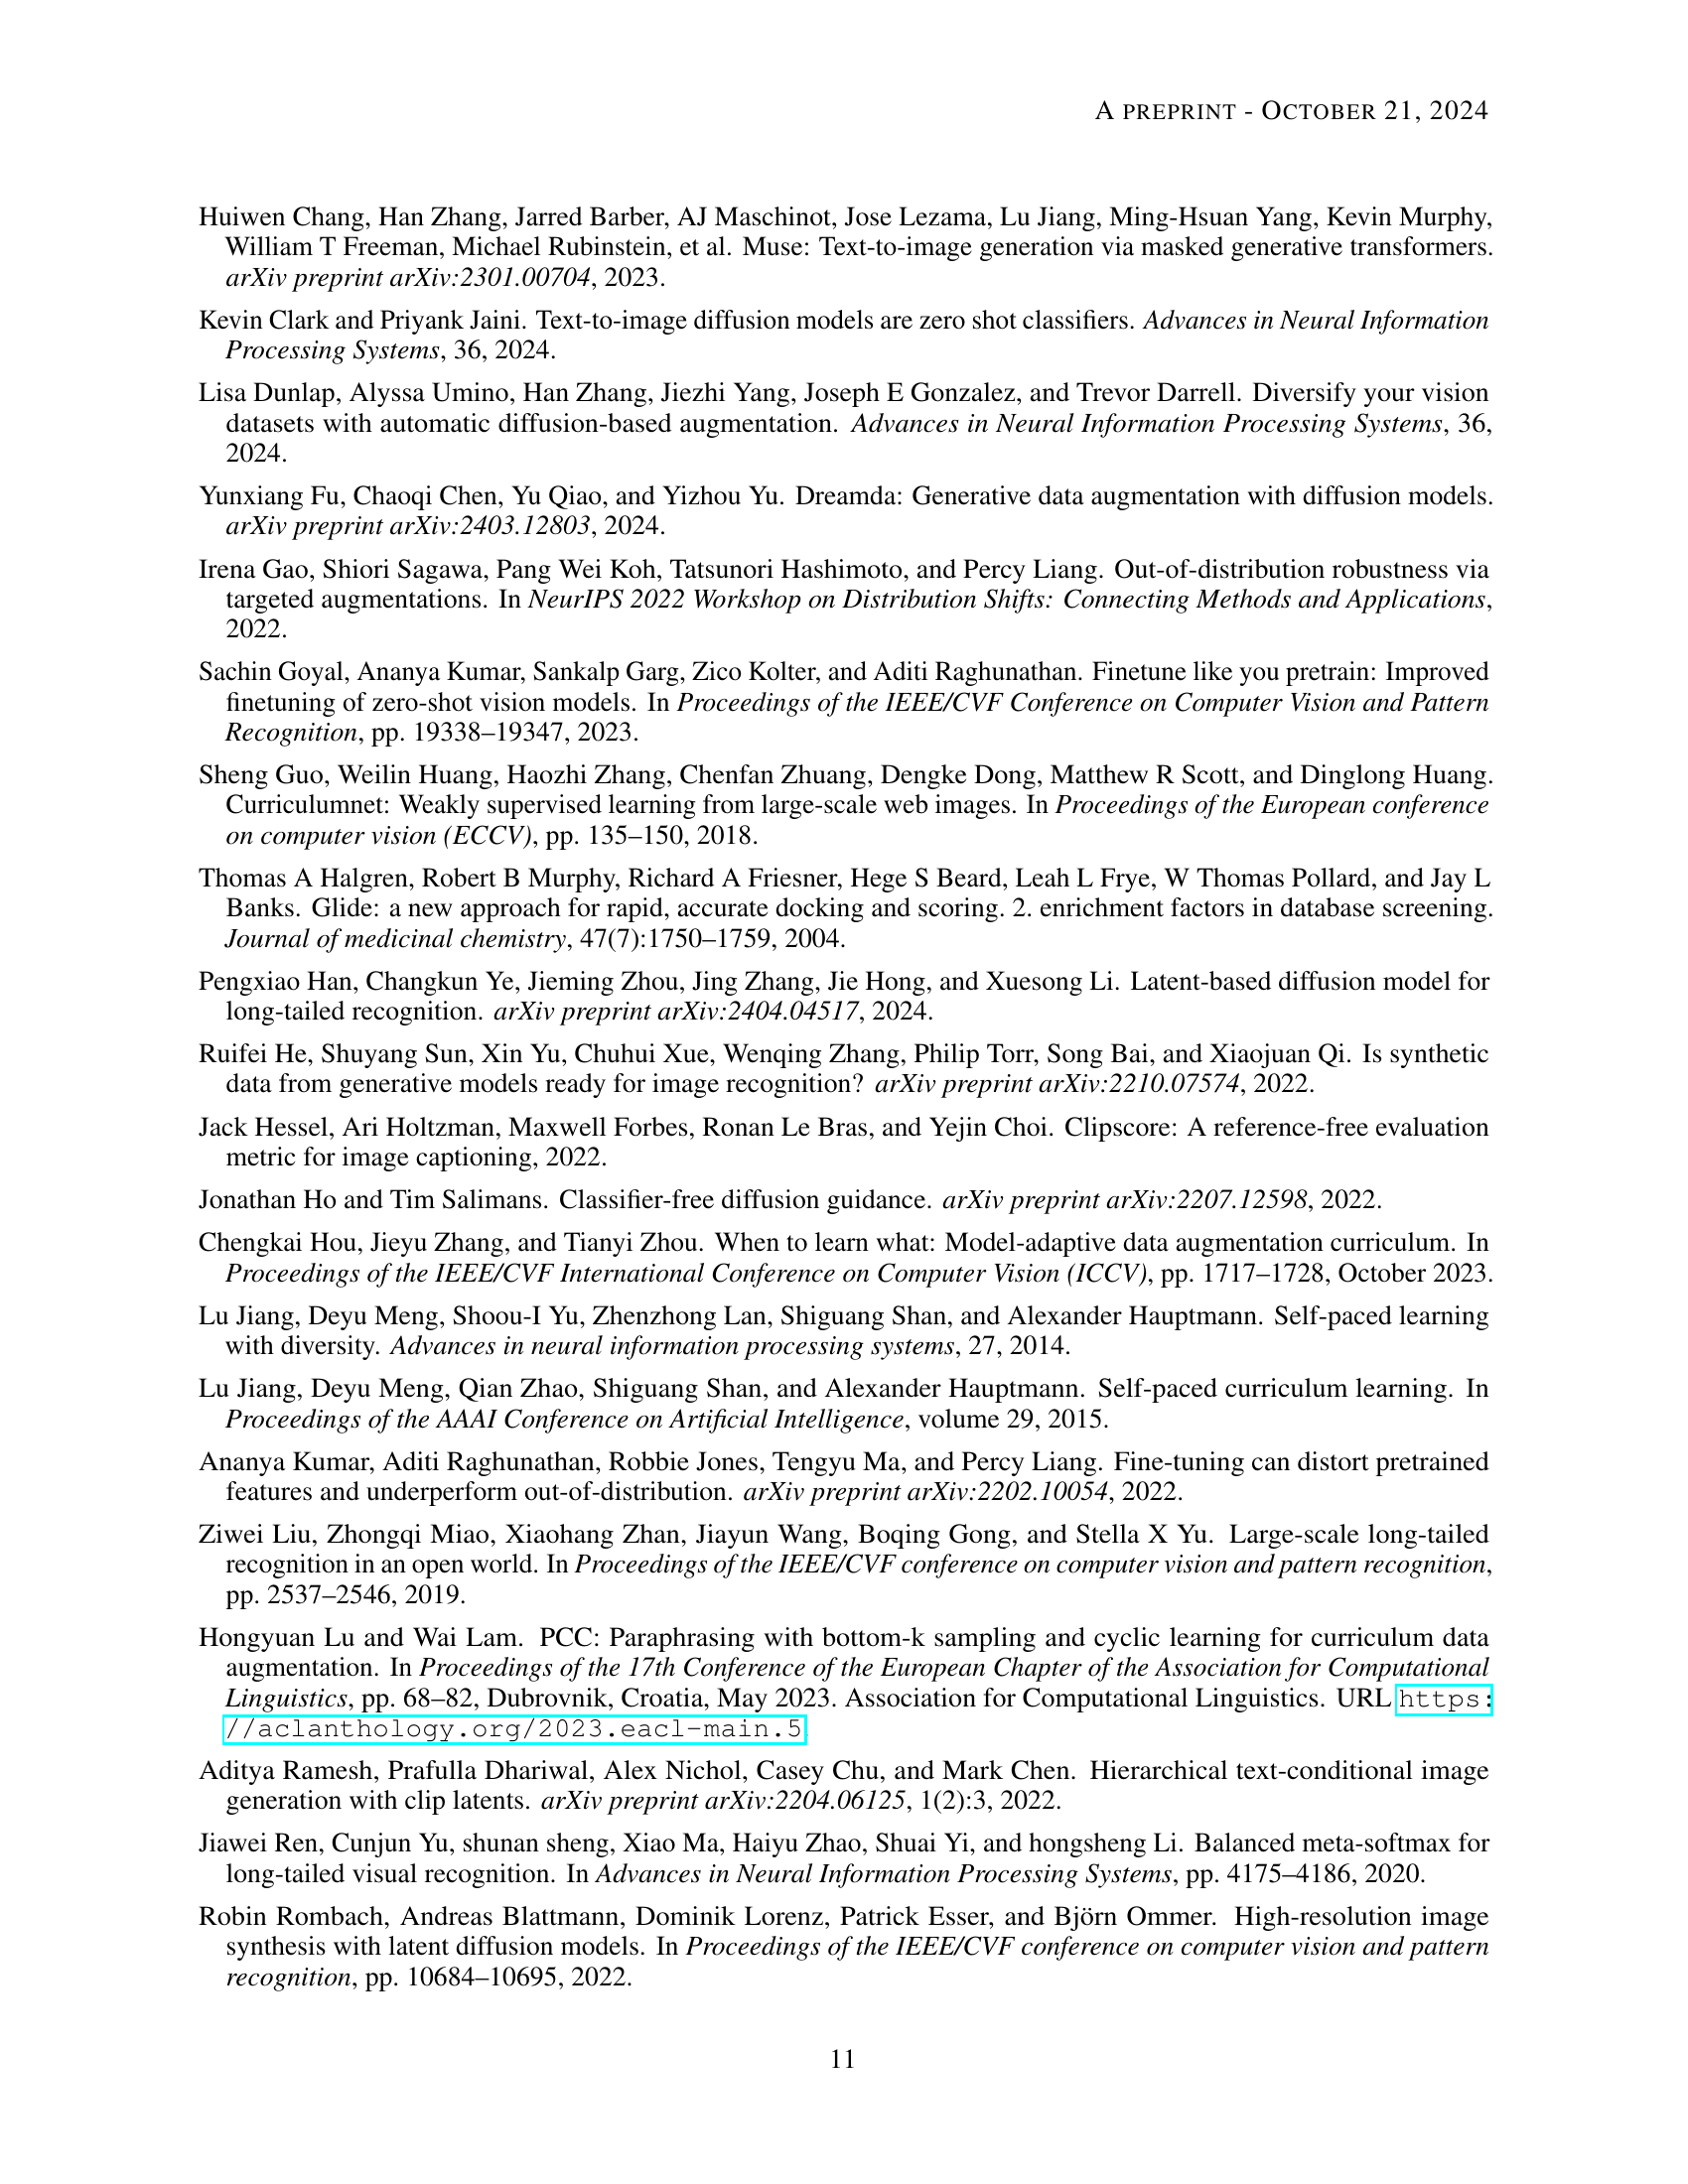 A PREPRINT - OCTOBER 21, 2024
Huiwen Chang, Han Zhang, Jarred Barber, AJ Maschinot, Jose Lezama, Lu Jiang, Ming-Hsuan Yang, Kevin Murphy,
William T Freeman, Michael Rubinstein, et al. Muse: Text-to-image generation via masked generative transformers.
arXiv preprint arXiv:2301.00704, 2023.
Kevin Clark and Priyank Jaini. Text-to-image diffusion models are zero shot classifiers. Advances in Neural Information
Processing Systems, 36, 2024.
Lisa Dunlap, Alyssa Umino, Han Zhang, Jiezhi Yang, Joseph E Gonzalez, and Trevor Darrell. Diversify your vision
datasets with automatic diffusion-based augmentation. Advances in Neural Information Processing Systems, 36,
2024.
Yunxiang Fu, Chaoqi Chen, Yu Qiao, and Yizhou Yu. Dreamda: Generative data augmentation with diffusion models.
arXiv preprint arXiv:2403.12803, 2024.
Irena Gao, Shiori Sagawa, Pang Wei Koh, Tatsunori Hashimoto, and Percy Liang. Out-of-distribution robustness via
targeted augmentations. In NeurIPS 2022 Workshop on Distribution Shifts: Connecting Methods and Applications,
2022.
Sachin Goyal, Ananya Kumar, Sankalp Garg, Zico Kolter, and Aditi Raghunathan. Finetune like you pretrain: Improved
finetuning of zero-shot vision models. In Proceedings of the IEEE/CVF Conference on Computer Vision and Pattern
Recognition, pp. 19338–19347, 2023.
Sheng Guo, Weilin Huang, Haozhi Zhang, Chenfan Zhuang, Dengke Dong, Matthew R Scott, and Dinglong Huang.
Curriculumnet: Weakly supervised learning from large-scale web images. In Proceedings of the European conference
on computer vision (ECCV), pp. 135–150, 2018.
Thomas A Halgren, Robert B Murphy, Richard A Friesner, Hege S Beard, Leah L Frye, W Thomas Pollard, and Jay L
Banks. Glide: a new approach for rapid, accurate docking and scoring. 2. enrichment factors in database screening.
Journal of medicinal chemistry, 47(7):1750–1759, 2004.
Pengxiao Han, Changkun Ye, Jieming Zhou, Jing Zhang, Jie Hong, and Xuesong Li. Latent-based diffusion model for
long-tailed recognition. arXiv preprint arXiv:2404.04517, 2024.
Ruifei He, Shuyang Sun, Xin Yu, Chuhui Xue, Wenqing Zhang, Philip Torr, Song Bai, and Xiaojuan Qi. Is synthetic
data from generative models ready for image recognition? arXiv preprint arXiv:2210.07574, 2022.
Jack Hessel, Ari Holtzman, Maxwell Forbes, Ronan Le Bras, and Yejin Choi. Clipscore: A reference-free evaluation
metric for image captioning, 2022.
Jonathan Ho and Tim Salimans. Classifier-free diffusion guidance. arXiv preprint arXiv:2207.12598, 2022.
Chengkai Hou, Jieyu Zhang, and Tianyi Zhou. When to learn what: Model-adaptive data augmentation curriculum. In
Proceedings of the IEEE/CVF International Conference on Computer Vision (ICCV), pp. 1717–1728, October 2023.
Lu Jiang, Deyu Meng, Shoou-I Yu, Zhenzhong Lan, Shiguang Shan, and Alexander Hauptmann. Self-paced learning
with diversity. Advances in neural information processing systems, 27, 2014.
Lu Jiang, Deyu Meng, Qian Zhao, Shiguang Shan, and Alexander Hauptmann. Self-paced curriculum learning. In
Proceedings of the AAAI Conference on Artificial Intelligence, volume 29, 2015.
Ananya Kumar, Aditi Raghunathan, Robbie Jones, Tengyu Ma, and Percy Liang. Fine-tuning can distort pretrained
features and underperform out-of-distribution. arXiv preprint arXiv:2202.10054, 2022.
Ziwei Liu, Zhongqi Miao, Xiaohang Zhan, Jiayun Wang, Boqing Gong, and Stella X Yu. Large-scale long-tailed
recognition in an open world. In Proceedings of the IEEE/CVF conference on computer vision and pattern recognition,
pp. 2537–2546, 2019.
Hongyuan Lu and Wai Lam. PCC: Paraphrasing with bottom-k sampling and cyclic learning for curriculum data
augmentation. In Proceedings of the 17th Conference of the European Chapter of the Association for Computational
Linguistics, pp. 68–82, Dubrovnik, Croatia, May 2023. Association for Computational Linguistics. URL https:
//aclanthology.org/2023.eacl-main.5
Aditya Ramesh, Prafulla Dhariwal, Alex Nichol, Casey Chu, and Mark Chen. Hierarchical text-conditional image
generation with clip latents. arXiv preprint arXiv:2204.06125, 1(2):3, 2022.
Jiawei Ren, Cunjun Yu, shunan sheng, Xiao Ma, Haiyu Zhao, Shuai Yi, and hongsheng Li. Balanced meta-softmax for
long-tailed visual recognition. In Advances in Neural Information Processing Systems, pp. 4175–4186, 2020.
Robin Rombach, Andreas Blattmann, Dominik Lorenz, Patrick Esser, and Björn Ommer. High-resolution image
synthesis with latent diffusion models. In Proceedings of the IEEE/CVF conference on computer vision and pattern
recognition, pp. 10684–10695, 2022.
11